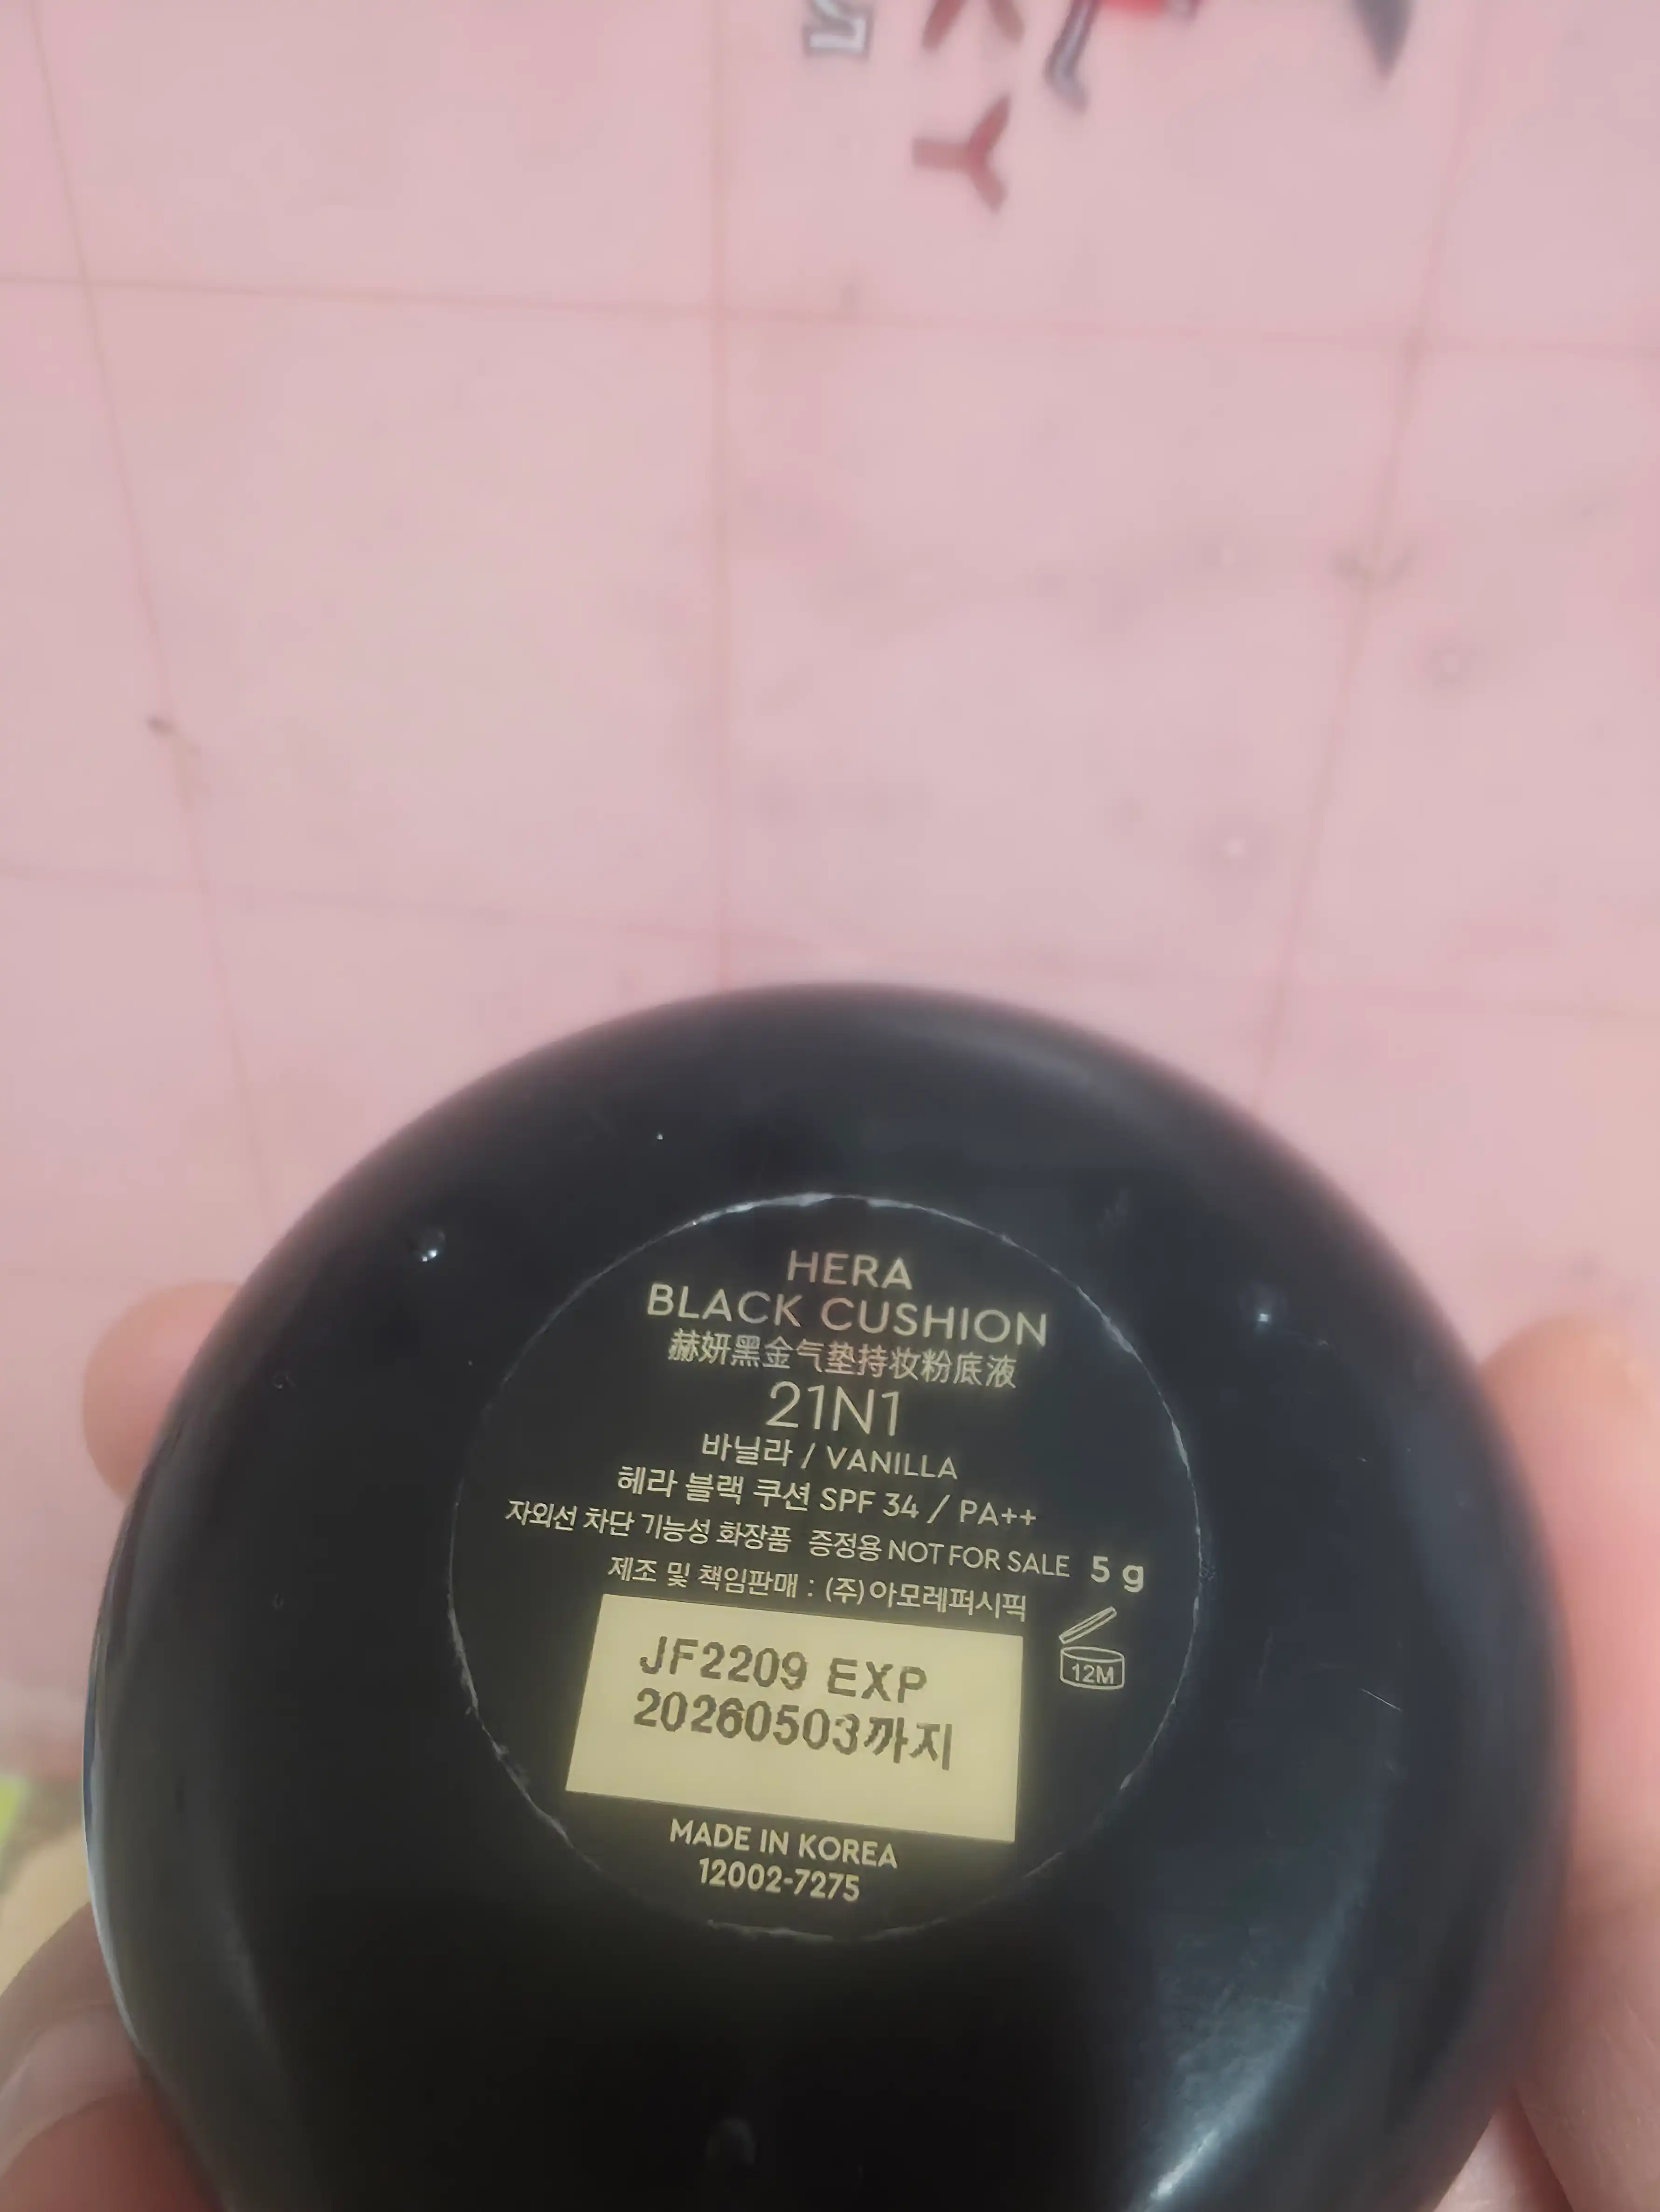 HERA
BLACK CUSHION
赫妍黑金气垫持妆粉底液
21N1
바닐라 / VANILLA
헤라 블랙 쿠션 SPF 34 / PA++
자외선 차단 기능성 화장품 증정용 NOT FOR SALE 5 g
제조 및 책임판매 : (주)아모레퍼시픽
12M
JF2209 EXP
20260503까지
MADE IN KOREA
12002-7275